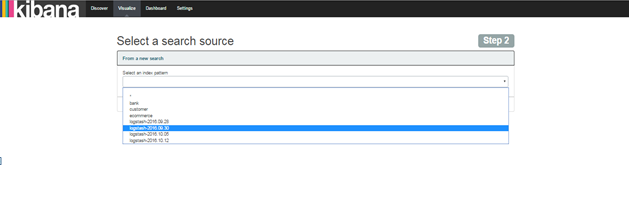 kibana Discover Visualize Dashboard Settings
Select a search source Step 2
From a new search
Select an index pattern
*
bank
customer
ecommerce
logstash-2016.09.28
logstash-2016.09.30
logstash-2016.10.05
logstash-2016.10.12